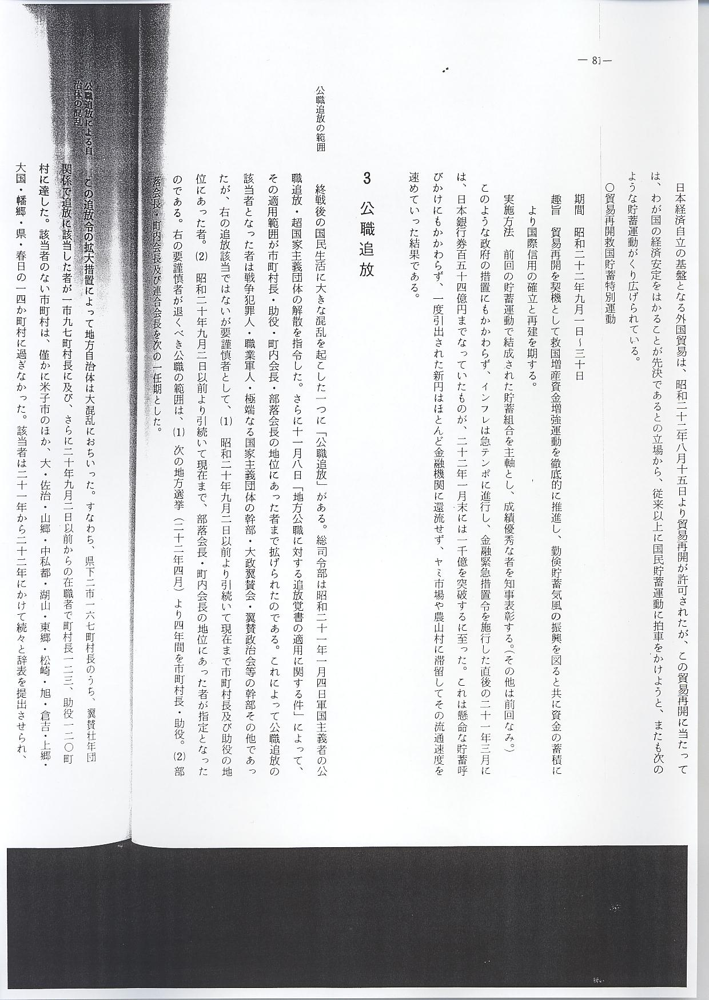 — 81 —
日本経済自立の基盤となる外国貿易は、昭和二十二年八月十五日より貿易再開が許可されたが、この貿易再開に当たって
は、わが国の経済安定をはかることが先決であるとの立場から、従来以上に国民貯蓄運動に拍車をかけようと、またも次の
ような貯蓄運動がくり広げられている。
〇貿易再開救国貯蓄特別運動
期間　昭和二十二年九月一日～三十日
趣旨　貿易再開を契機として救国増産資金増強運動を徹底的に推進し、勤倹貯蓄気風の振興を図ると共に資金の蓄積に
より国際信用の確立と再建を期する。
実施方法　前回の貯蓄運動で結成された貯蓄組合を主軸とし、成績優秀な者を知事表彰する。（その他は前回なみ。）
このような政府の措置にもかかわらず、インフレは急テンポに進行し、金融緊急措置令を施行した直後の二十一年三月に
は、日本銀行券百五十四億円までなっていたものが、二十二年一月末には一千億を突破するに至った。これは懸命な貯蓄呼
びかけにもかかわらず、一度引出された新円はほとんど金融機関に還流せず、ヤミ市場や農山村に滞留してその流通速度を
速めていった結果である。
3　公職追放
公職追放の範囲
終戦後の国民生活に大きな混乱を起こした一つに「公職追放」がある。総司令部は昭和二十一年一月四日軍国主義者の公
職追放・超国家主義団体の解散を指令した。さらに十一月八日「地方公職に対する追放覚書の適用に関する件」によって、
その適用範囲が市町村長・助役・町内会長・部落会長の地位にあった者まで拡げられたのである。これによって公職追放の
該当者となった者は戦争犯罪人・職業軍人・極端なる国家主義団体の幹部・大政翼賛会・翼賛政治会等の幹部その他であっ
たが、右の追放該当ではないが要謹慎者として、(1)　昭和二十年九月二日以前より引続いて現在まで市町村長及び助役の地
位にあった者。(2)　昭和二十年九月二日以前より引続いて現在まで、部落会長・町内会長の地位にあった者が指定となった
のである。右の要謹慎者が退くべき公職の範囲は、(1)　次の地方選挙（二十二年四月）より四年間を市町村長・助役。(2)部
落会長・町内会長及び連合会長を次の一任期とした。
公職追放による自
治体の混乱
この追放令の拡大措置によって地方自治体は大混乱におちいった。すなわち、県下二市一六七町村長のうち、翼賛壮年団
関係で追放に該当した者が一市九七町村長に及び、さらに二十年九月二日以前からの在職者で町村長一二三、助役一二〇町
村に達した。該当者のない市町村は、僅かに米子市のほか、大・佐治・山郷・中私都・湖山・東郷・松崎・旭・倉吉・上郷・
大国・幡郷・県・春日の一四か町村に過ぎなかった。該当者は二十一年から二十二年にかけて続々と辞表を提出させられ、